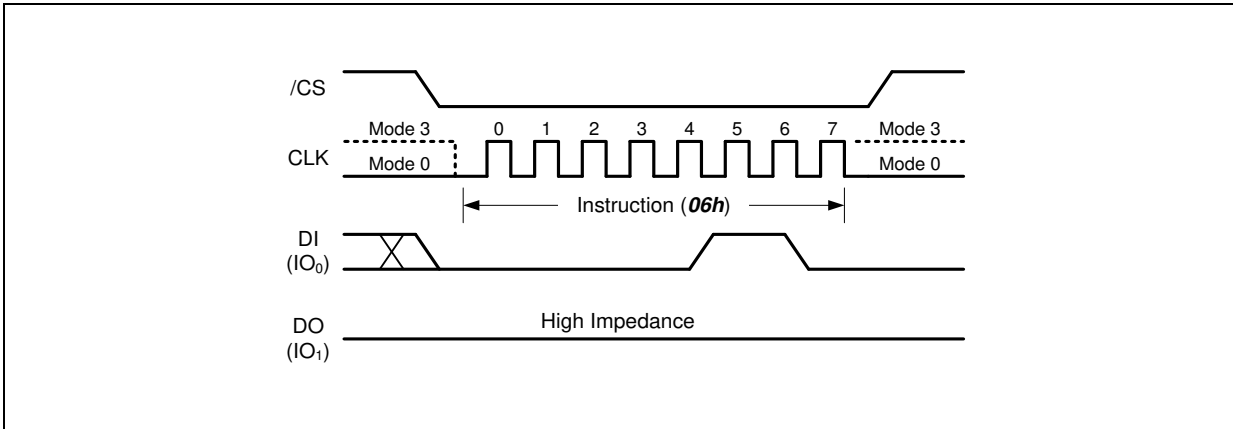 /CS
Mode 3 0 1 2 3 4 5 6 7 Mode 3
CLK
Mode 0 Mode 0
Instruction (06h)
DI
(IO₀)
High Impedance
DO
(IO₁)